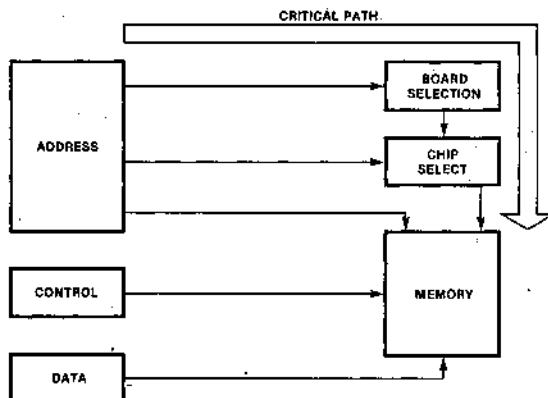 CRITICAL PATH
BOARD
SELECTION
ADDRESS
CHIP
SELECT
CONTROL
MEMORY
DATA